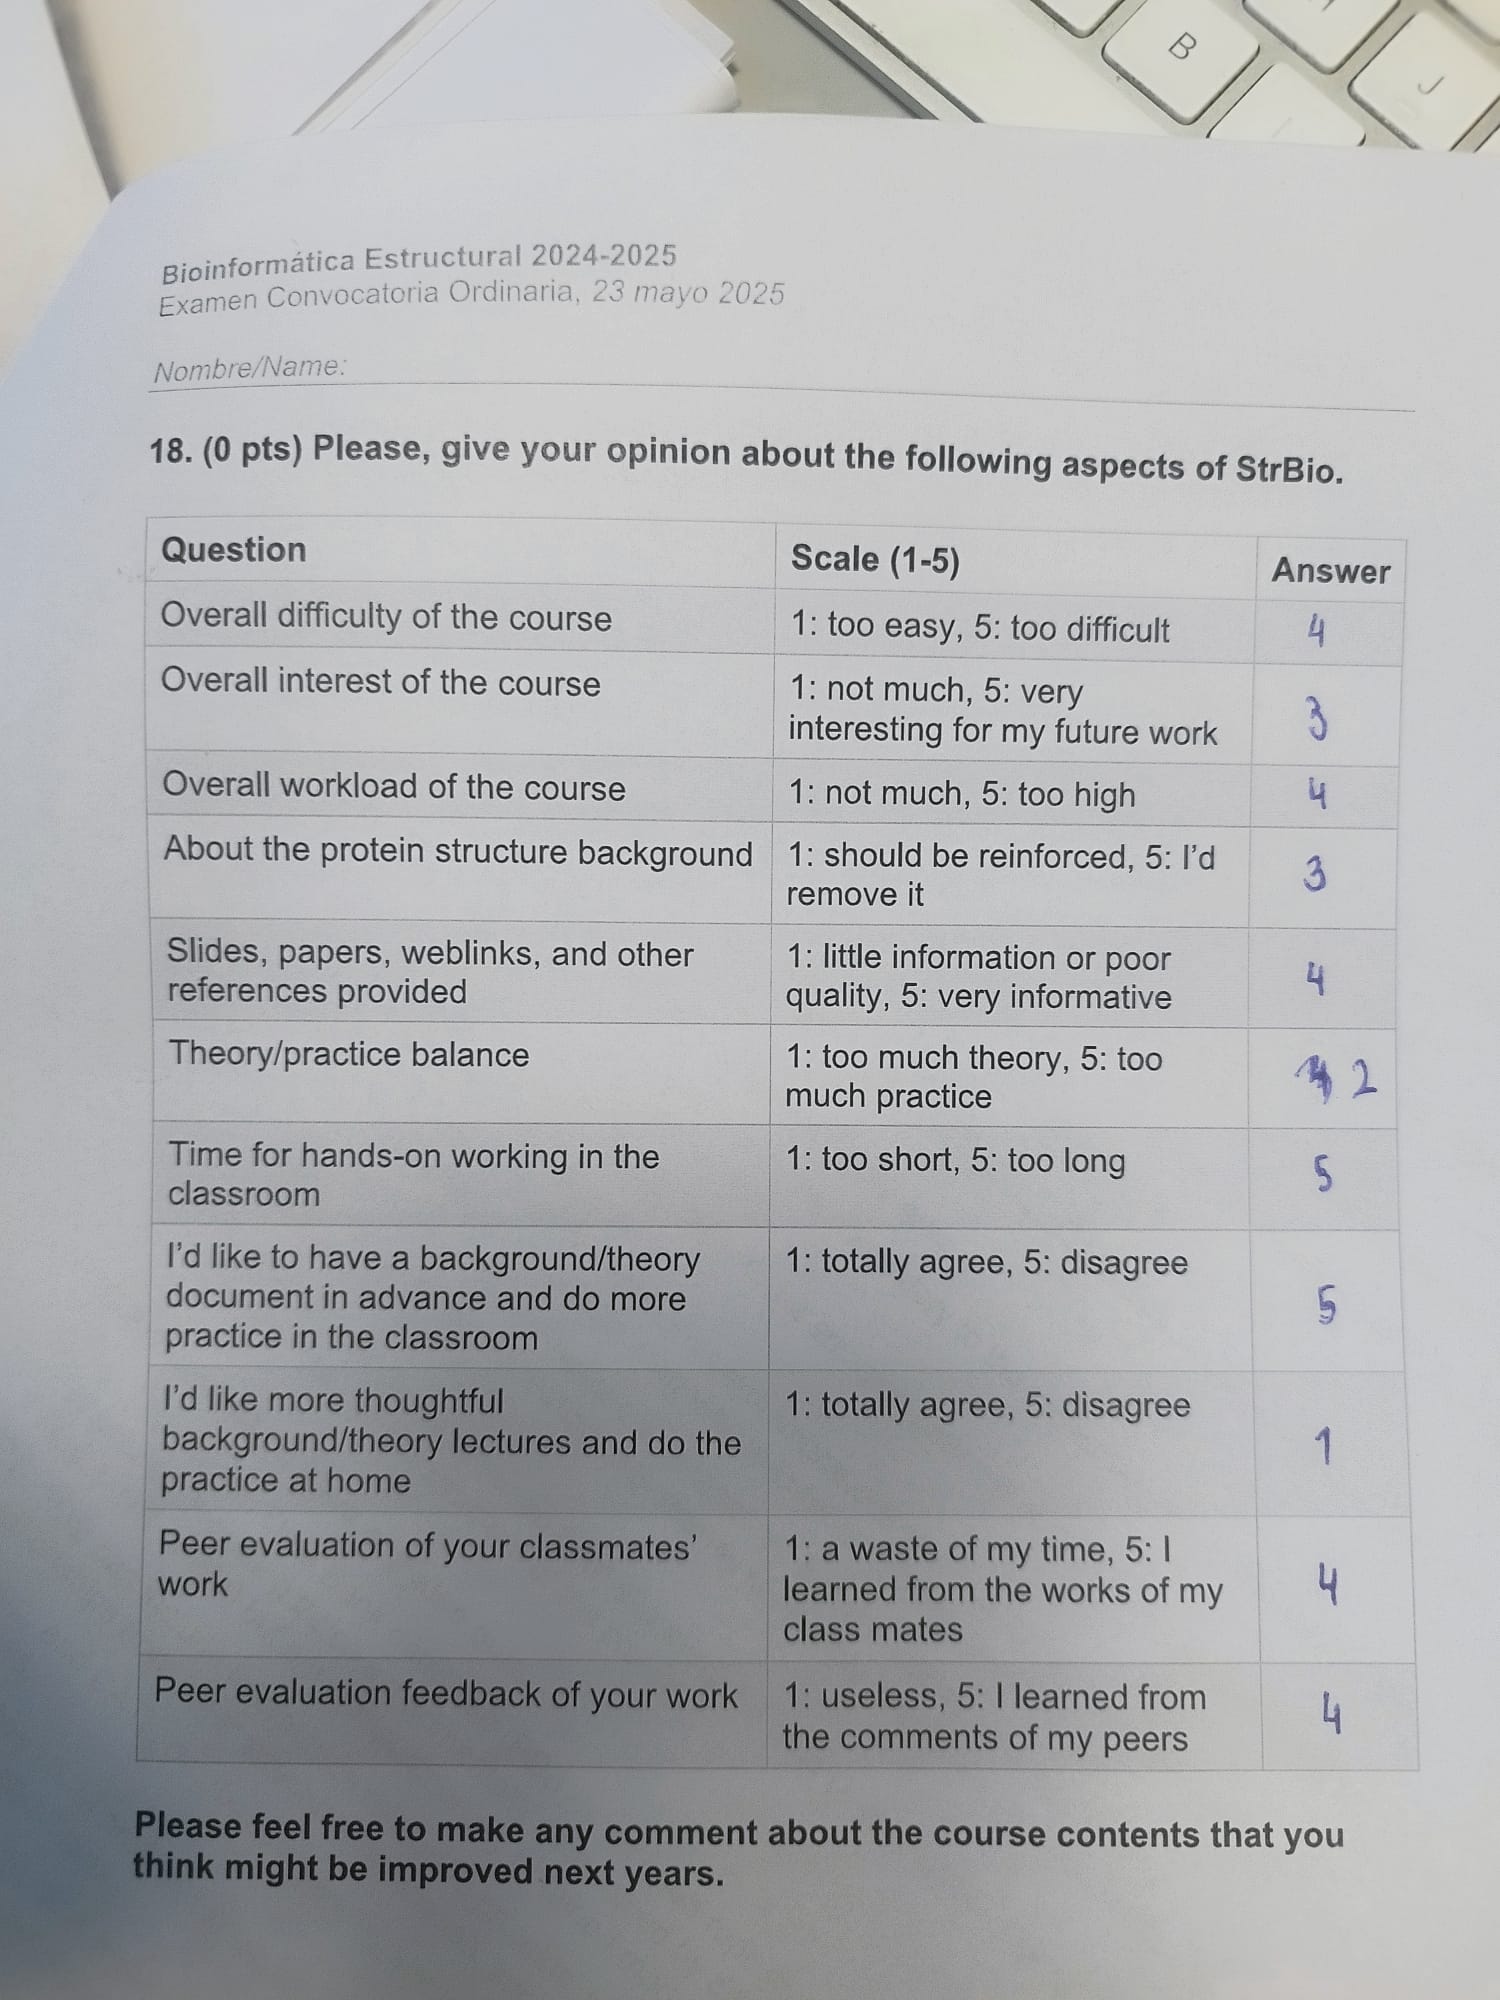 B
J
Bioinformática Estructural 2024-2025
Examen Convocatoria Ordinaria, 23 mayo 2025
Nombre/Name:
18. (0 pts) Please, give your opinion about the following aspects of StrBio.
Question Scale (1-5) Answer
Overall difficulty of the course 1: too easy, 5: too difficult 4
Overall interest of the course 1: not much, 5: very
interesting for my future work 3
Overall workload of the course 1: not much, 5: too high 4
About the protein structure background 1: should be reinforced, 5: I'd
remove it 3
Slides, papers, weblinks, and other 1: little information or poor
references provided quality, 5: very informative 4
Theory/practice balance 1: too much theory, 5: too
much practice 2
Time for hands-on working in the 1: too short, 5: too long
classroom 5
I'd like to have a background/theory 1: totally agree, 5: disagree
document in advance and do more 5
practice in the classroom
I'd like more thoughtful 1: totally agree, 5: disagree
background/theory lectures and do the 1
practice at home
Peer evaluation of your classmates' 1: a waste of my time, 5: I
work learned from the works of my 4
class mates
Peer evaluation feedback of your work 1: useless, 5: I learned from
the comments of my peers 4
Please feel free to make any comment about the course contents that you
think might be improved next years.